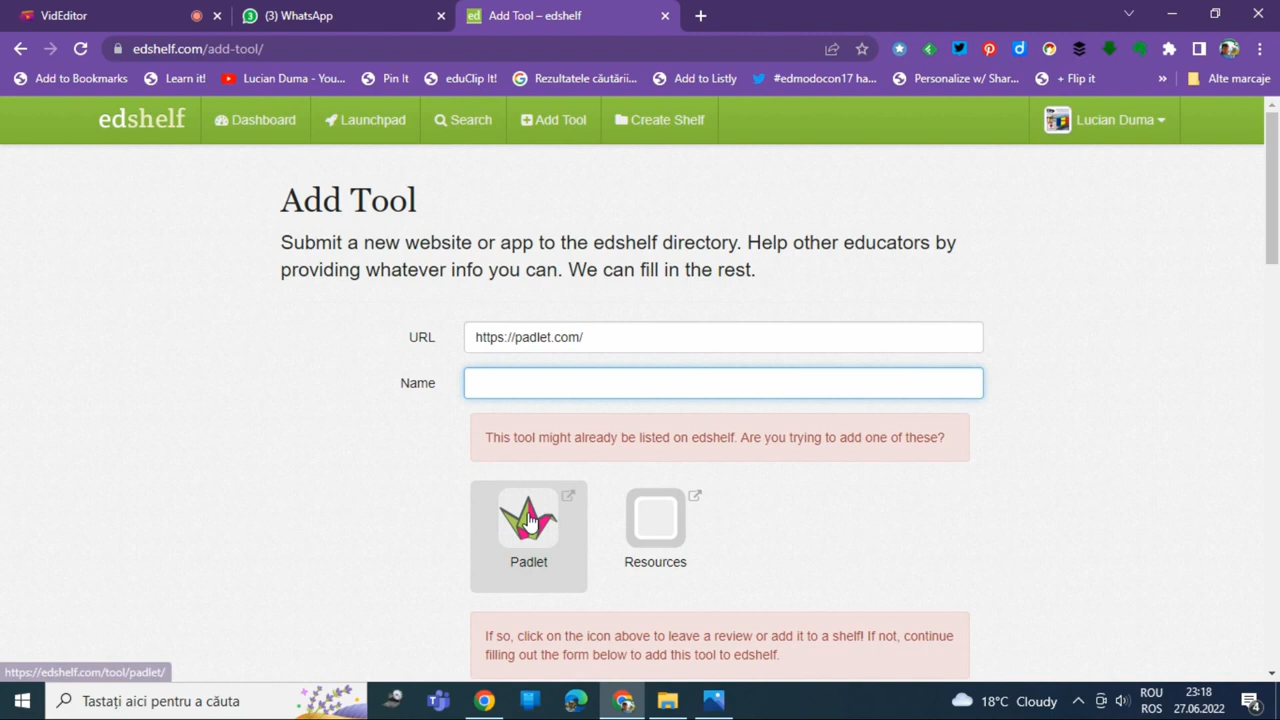 VidEditor
(3) WhatsApp
ed Add Tool – edshelf
edshelf.com/add-tool/
Add to Bookmarks
Learn it!
Lucian Duma - You...
Pin It
eduClip It!
Rezultatele căutării...
Add to Listly
#edmodocon17 ha...
Personalize w/ Shar...
+ Flip it
»
Alte marcaje
edshelf
Dashboard
Launchpad
Search
Add Tool
Create Shelf
Lucian Duma
Add Tool
Submit a new website or app to the edshelf directory. Help other educators by
providing whatever info you can. We can fill in the rest.
URL
https://padlet.com/
Name
This tool might already be listed on edshelf. Are you trying to add one of these?
Padlet
Resources
If so, click on the icon above to leave a review or add it to a shelf! If not, continue
filling out the form below to add this tool to edshelf.
https://edshelf.com/tool/padlet/
Tastați aici pentru a căuta
18°C Cloudy
ROU
ROS
23:18
27.06.2022
4